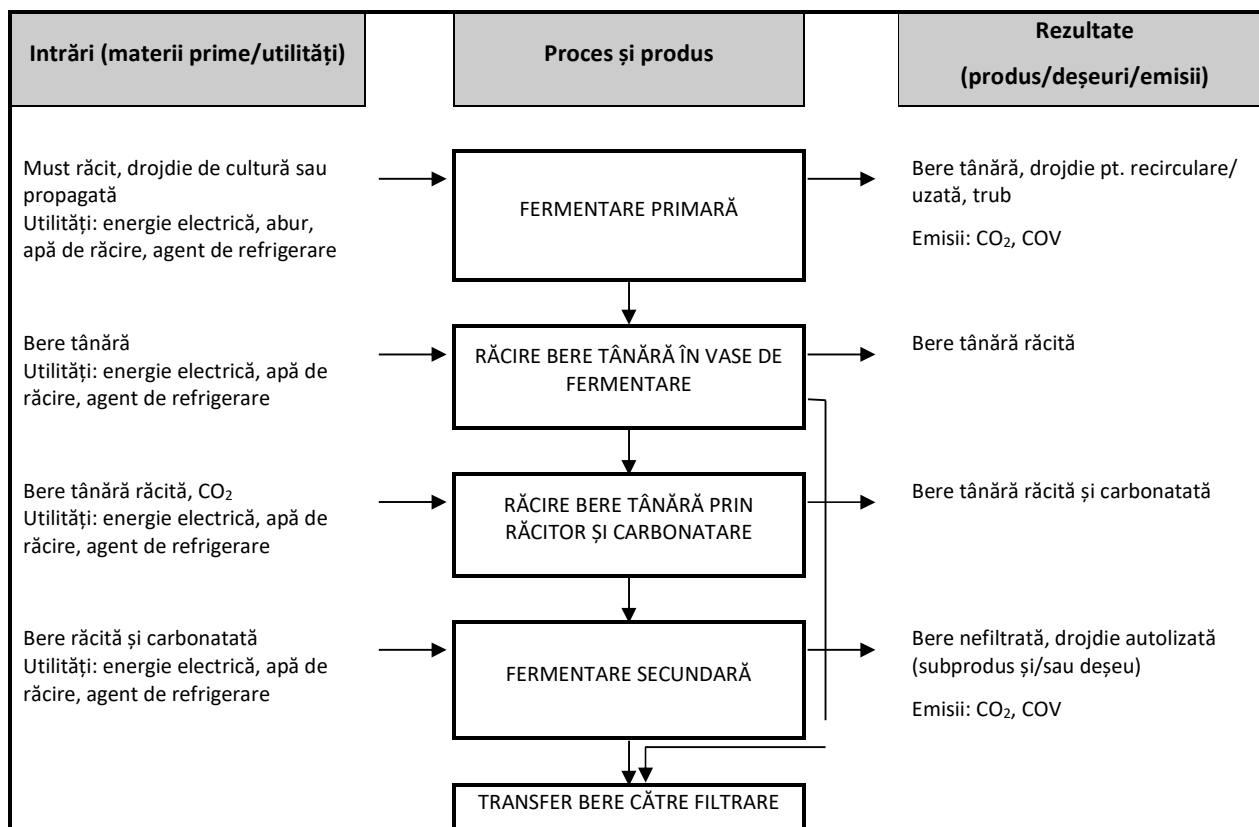 Intrări (materii prime/utilități)
Proces și produs
Rezultate
(produs/deșeuri/emisii)
Must răcit, drojdie de cultură sau
propagată
Utilități: energie electrică, abur,
apă de răcire, agent de refrigerare
FERMENTARE PRIMARĂ
Bere tânără, drojdie pt. recirculare/
uzată, trub
Emisii: CO₂, COV
Bere tânără
Utilități: energie electrică, apă de
răcire, agent de refrigerare
RĂCIRE BERE TÂNĂRĂ ÎN VASE DE
FERMENTARE
Bere tânără răcită
Bere tânără răcită, CO₂
Utilități: energie electrică, apă de
răcire, agent de refrigerare
RĂCIRE BERE TÂNĂRĂ PRIN
RĂCITOR ȘI CARBONATARE
Bere tânără răcită și carbonatată
Bere răcită și carbonatată
Utilități: energie electrică, apă de
răcire, agent de refrigerare
FERMENTARE SECUNDARĂ
Bere nefiltrată, drojdie autolizată
(subprodus și/sau deșeu)
Emisii: CO₂, COV
TRANSFER BERE CĂTRE FILTRARE